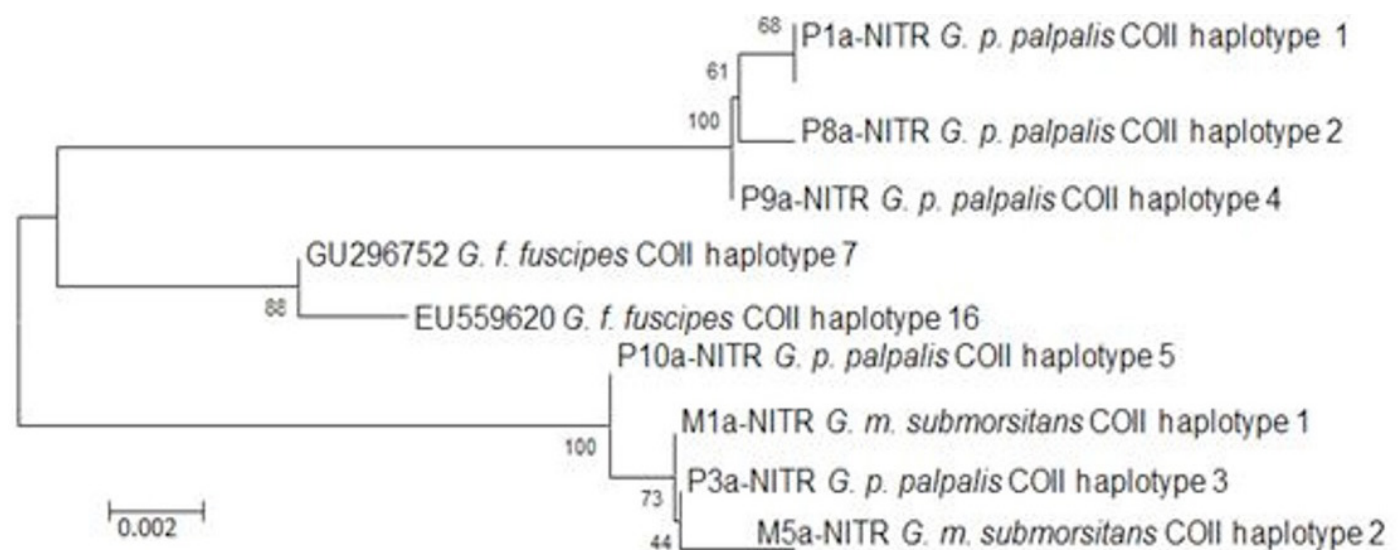 68
P1a-NITR G. p. palpalis COII haplotype 1
61
100
P8a-NITR G. p. palpalis COII haplotype 2
P9a-NITR G. p. palpalis COII haplotype 4
GU296752 G. f. fuscipes COII haplotype 7
88
EU559620 G. f. fuscipes COII haplotype 16
P10a-NITR G. p. palpalis COII haplotype 5
M1a-NITR G. m. submorsitans COII haplotype 1
100
P3a-NITR G. p. palpalis COII haplotype 3
73
0.002
M5a-NITR G. m. submorsitans COII haplotype 2
44